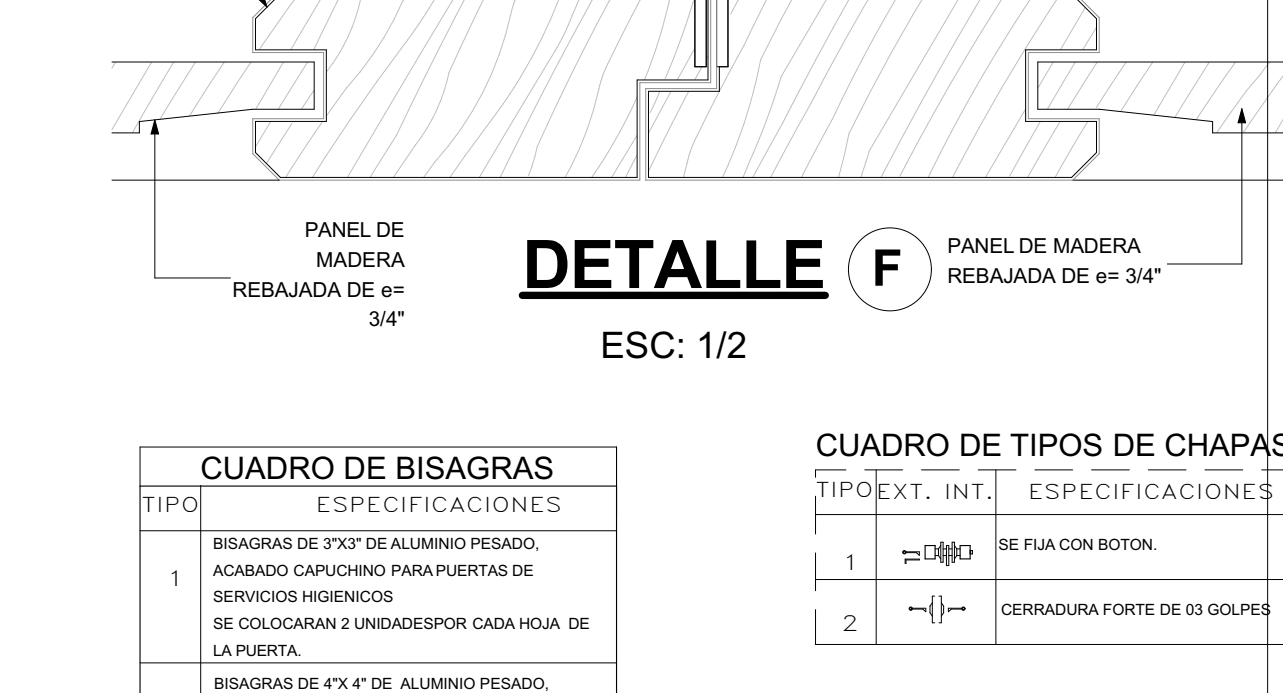 PANEL DE
MADERA
REBAJADA DE e=
3/4"
DETALLE F
ESC: 1/2
PANEL DE MADERA
REBAJADA DE e= 3/4"
CUADRO DE BISAGRAS
TIPO ESPECIFICACIONES
1
BISAGRAS DE 3"X3" DE ALUMINIO PESADO,
ACABADO CAPUCHINO PARA PUERTAS DE
SERVICIOS HIGIENICOS
SE COLOCARAN 2 UNIDADESPOR CADA HOJA DE
LA PUERTA.
BISAGRAS DE 4"X 4" DE ALUMINIO PESADO,
CUADRO DE TIPOS DE CHAPAS
TIPO EXT. INT. ESPECIFICACIONES
1 SE FIJA CON BOTON.
2 CERRADURA FORTE DE 03 GOLPES